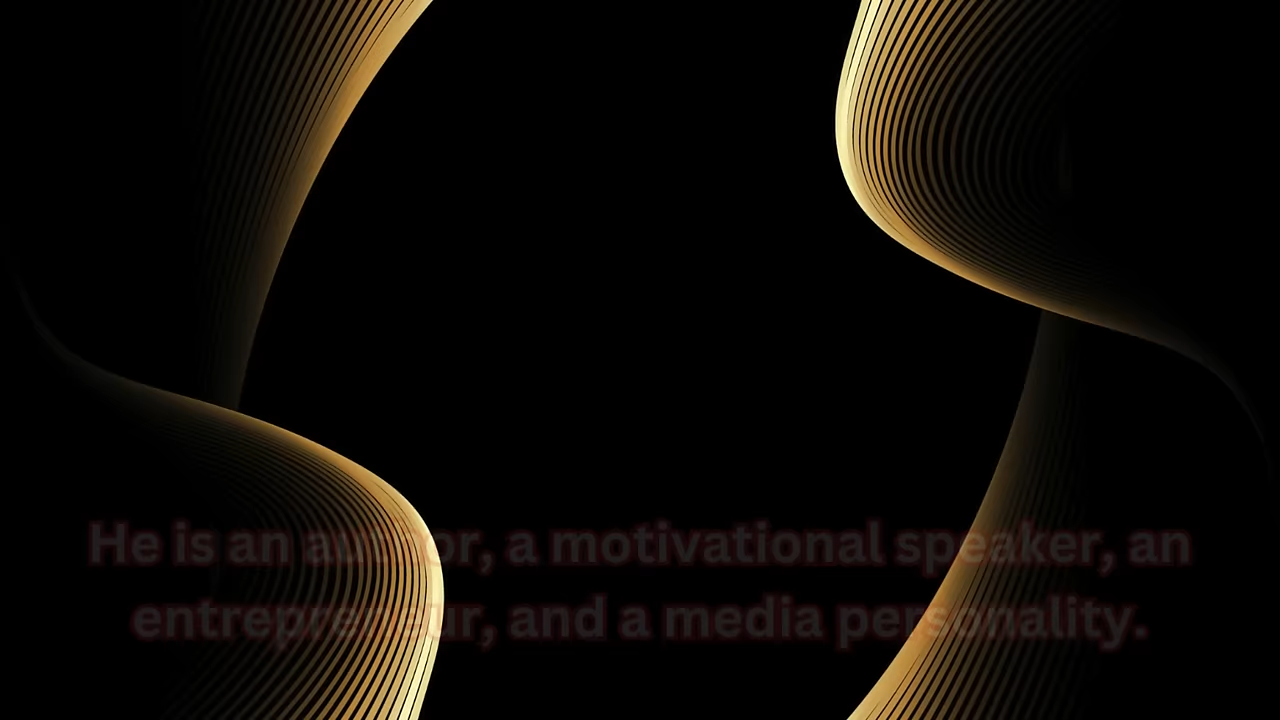 He is an author, a motivational speaker, an
entrepreneur, and a media personality.